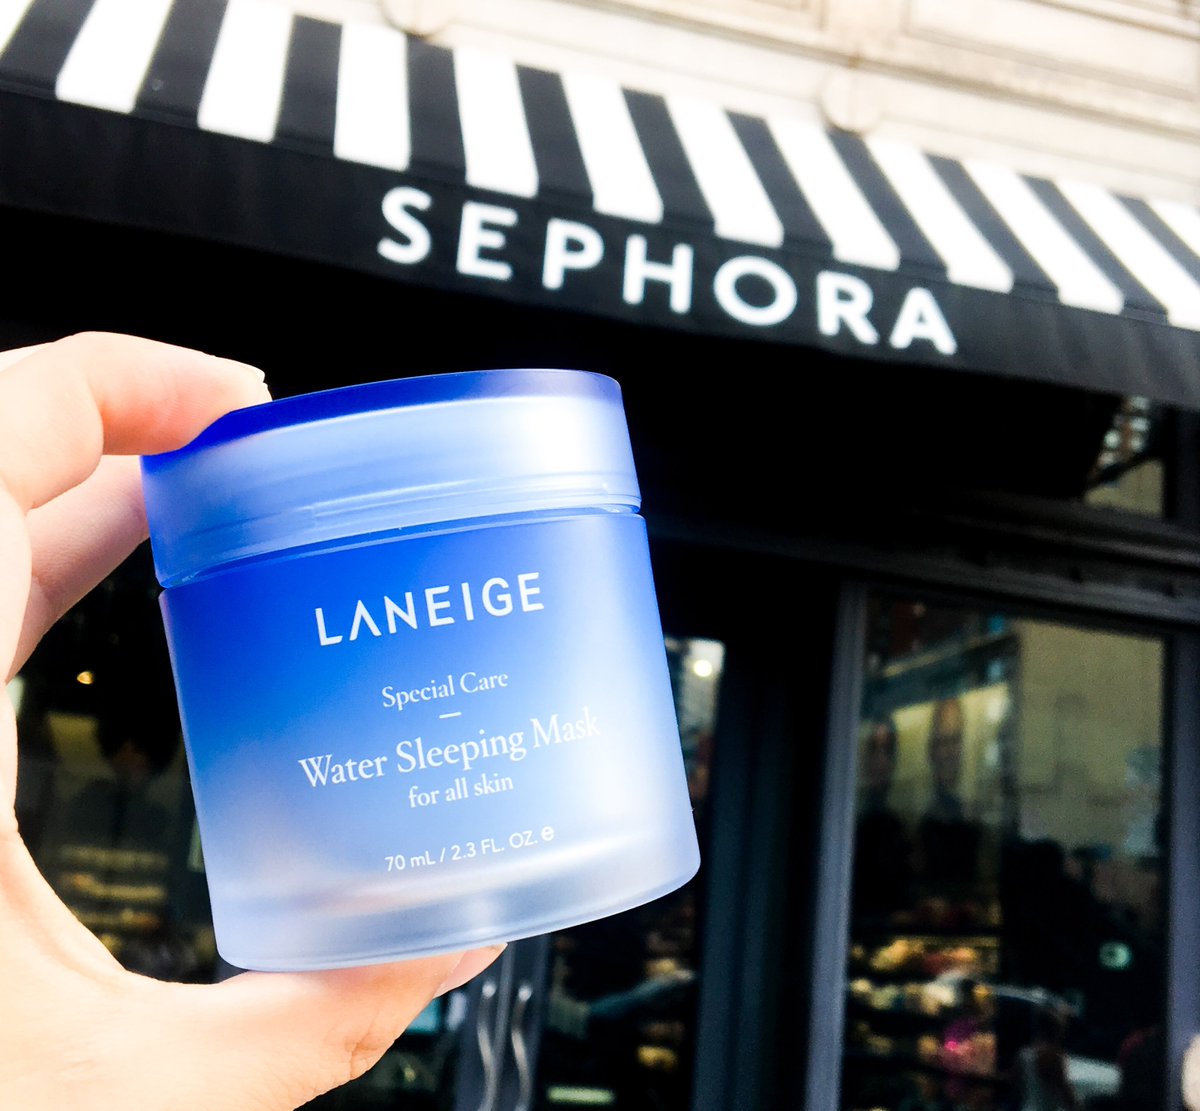 SEPHORA
LANEIGE
Special Care
Water Sleeping Mask
for all skin
70 mL / 2.3 FL. OZ. e